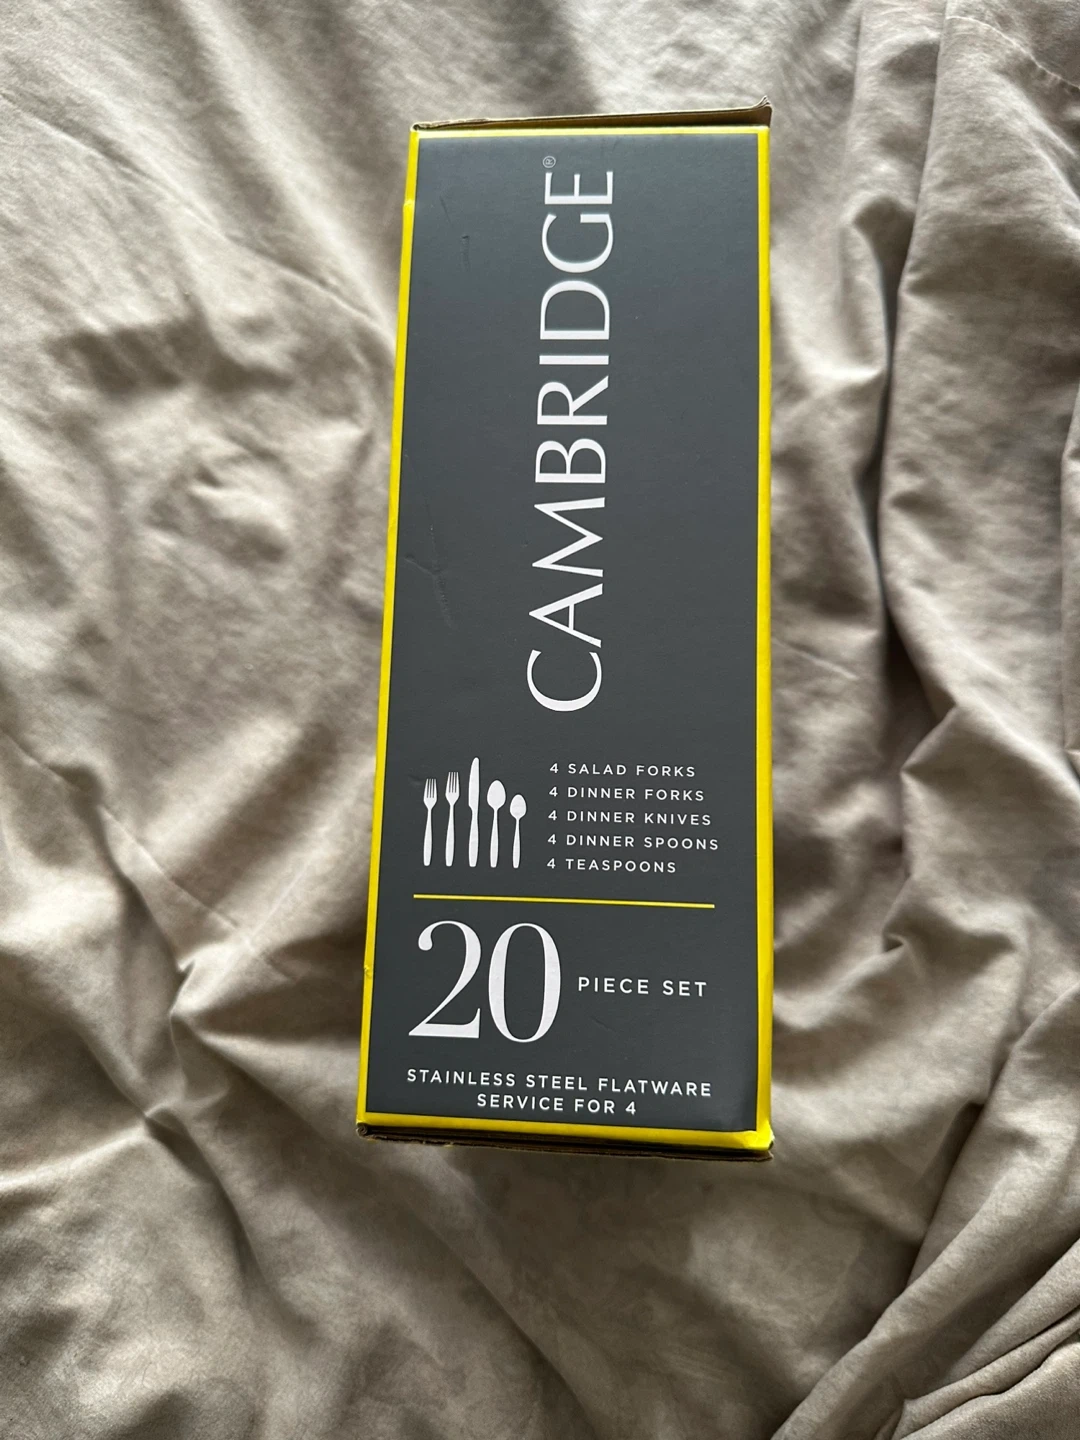 CAMBRIDGE®
4 SALAD FORKS
4 DINNER FORKS
4 DINNER KNIVES
4 DINNER SPOONS
4 TEASPOONS
20 PIECE SET
STAINLESS STEEL FLATWARE
SERVICE FOR 4